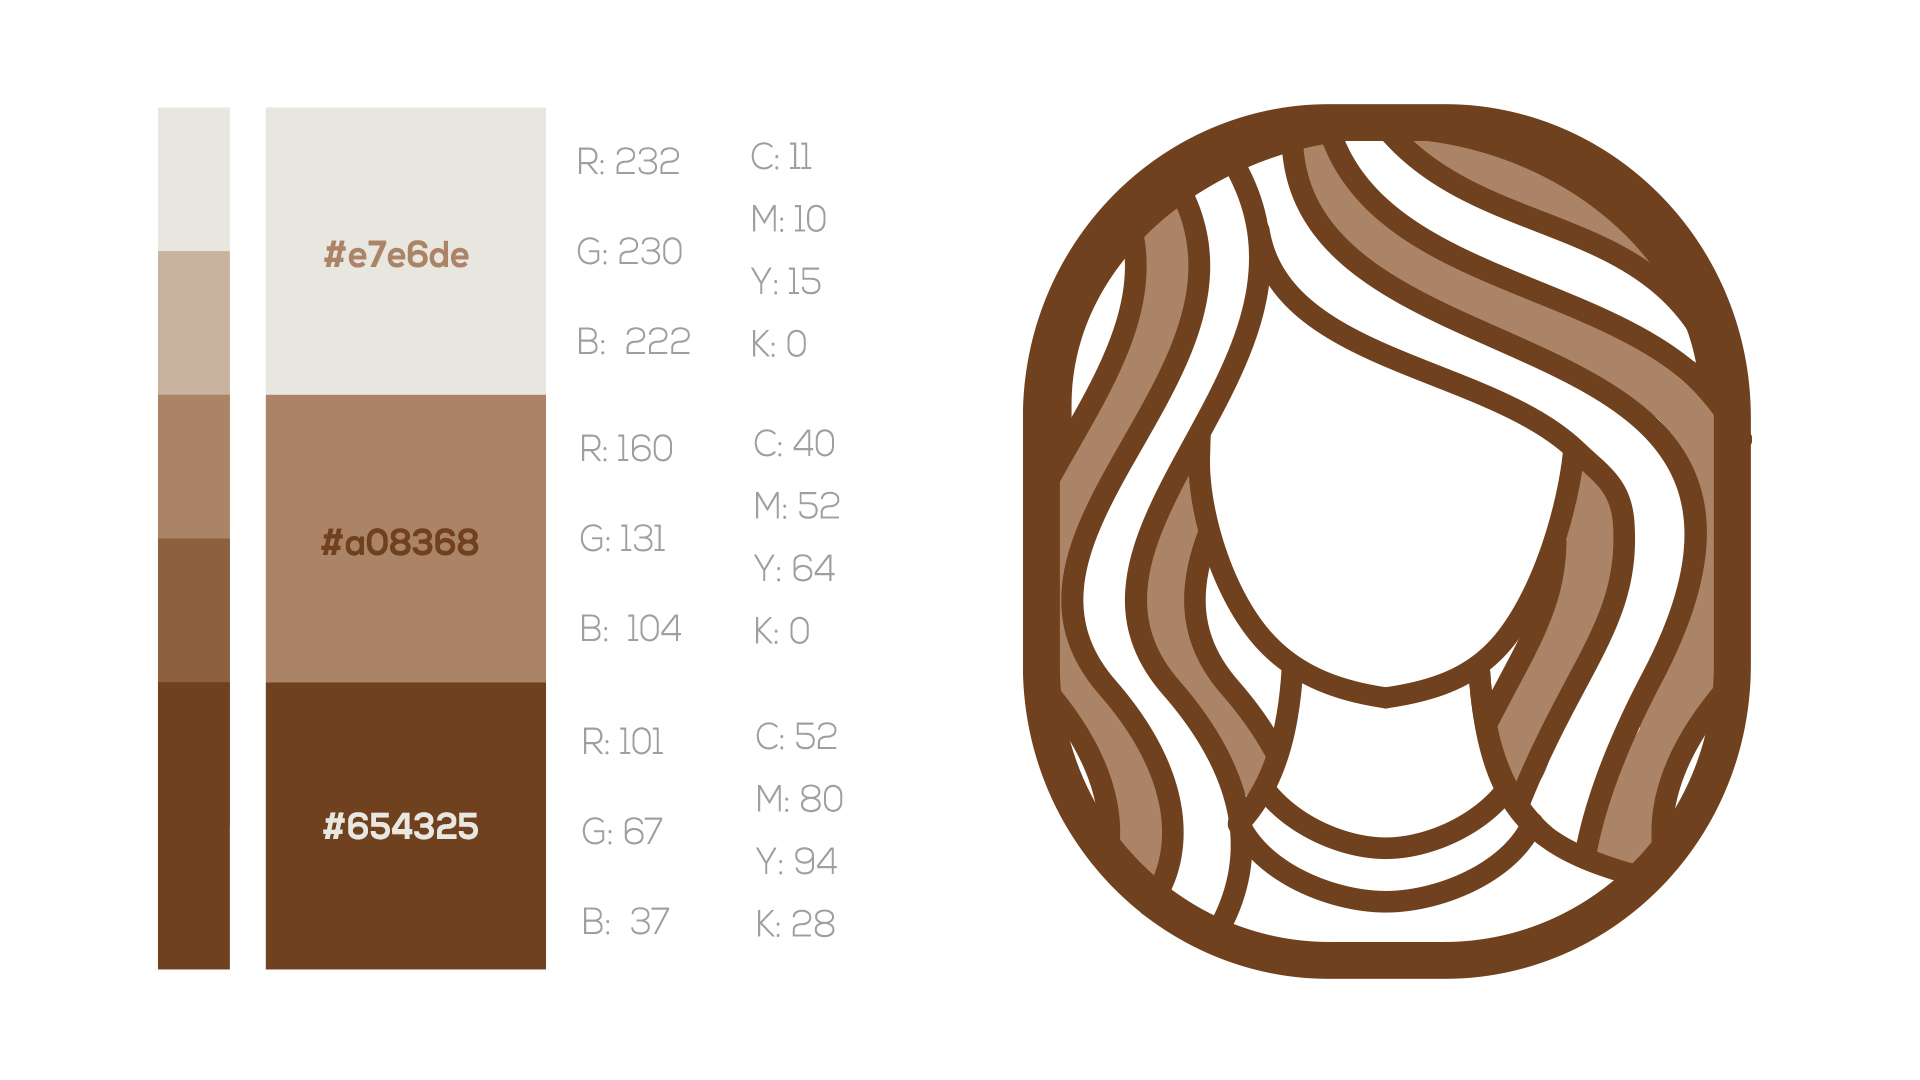 #e7e6de
R: 232
G: 230
B: 222
C: 11
M: 10
Y: 15
K: 0
#a08368
R: 160
G: 131
B: 104
C: 40
M: 52
Y: 64
K: 0
#654325
R: 101
G: 67
B: 37
C: 52
M: 80
Y: 94
K: 28